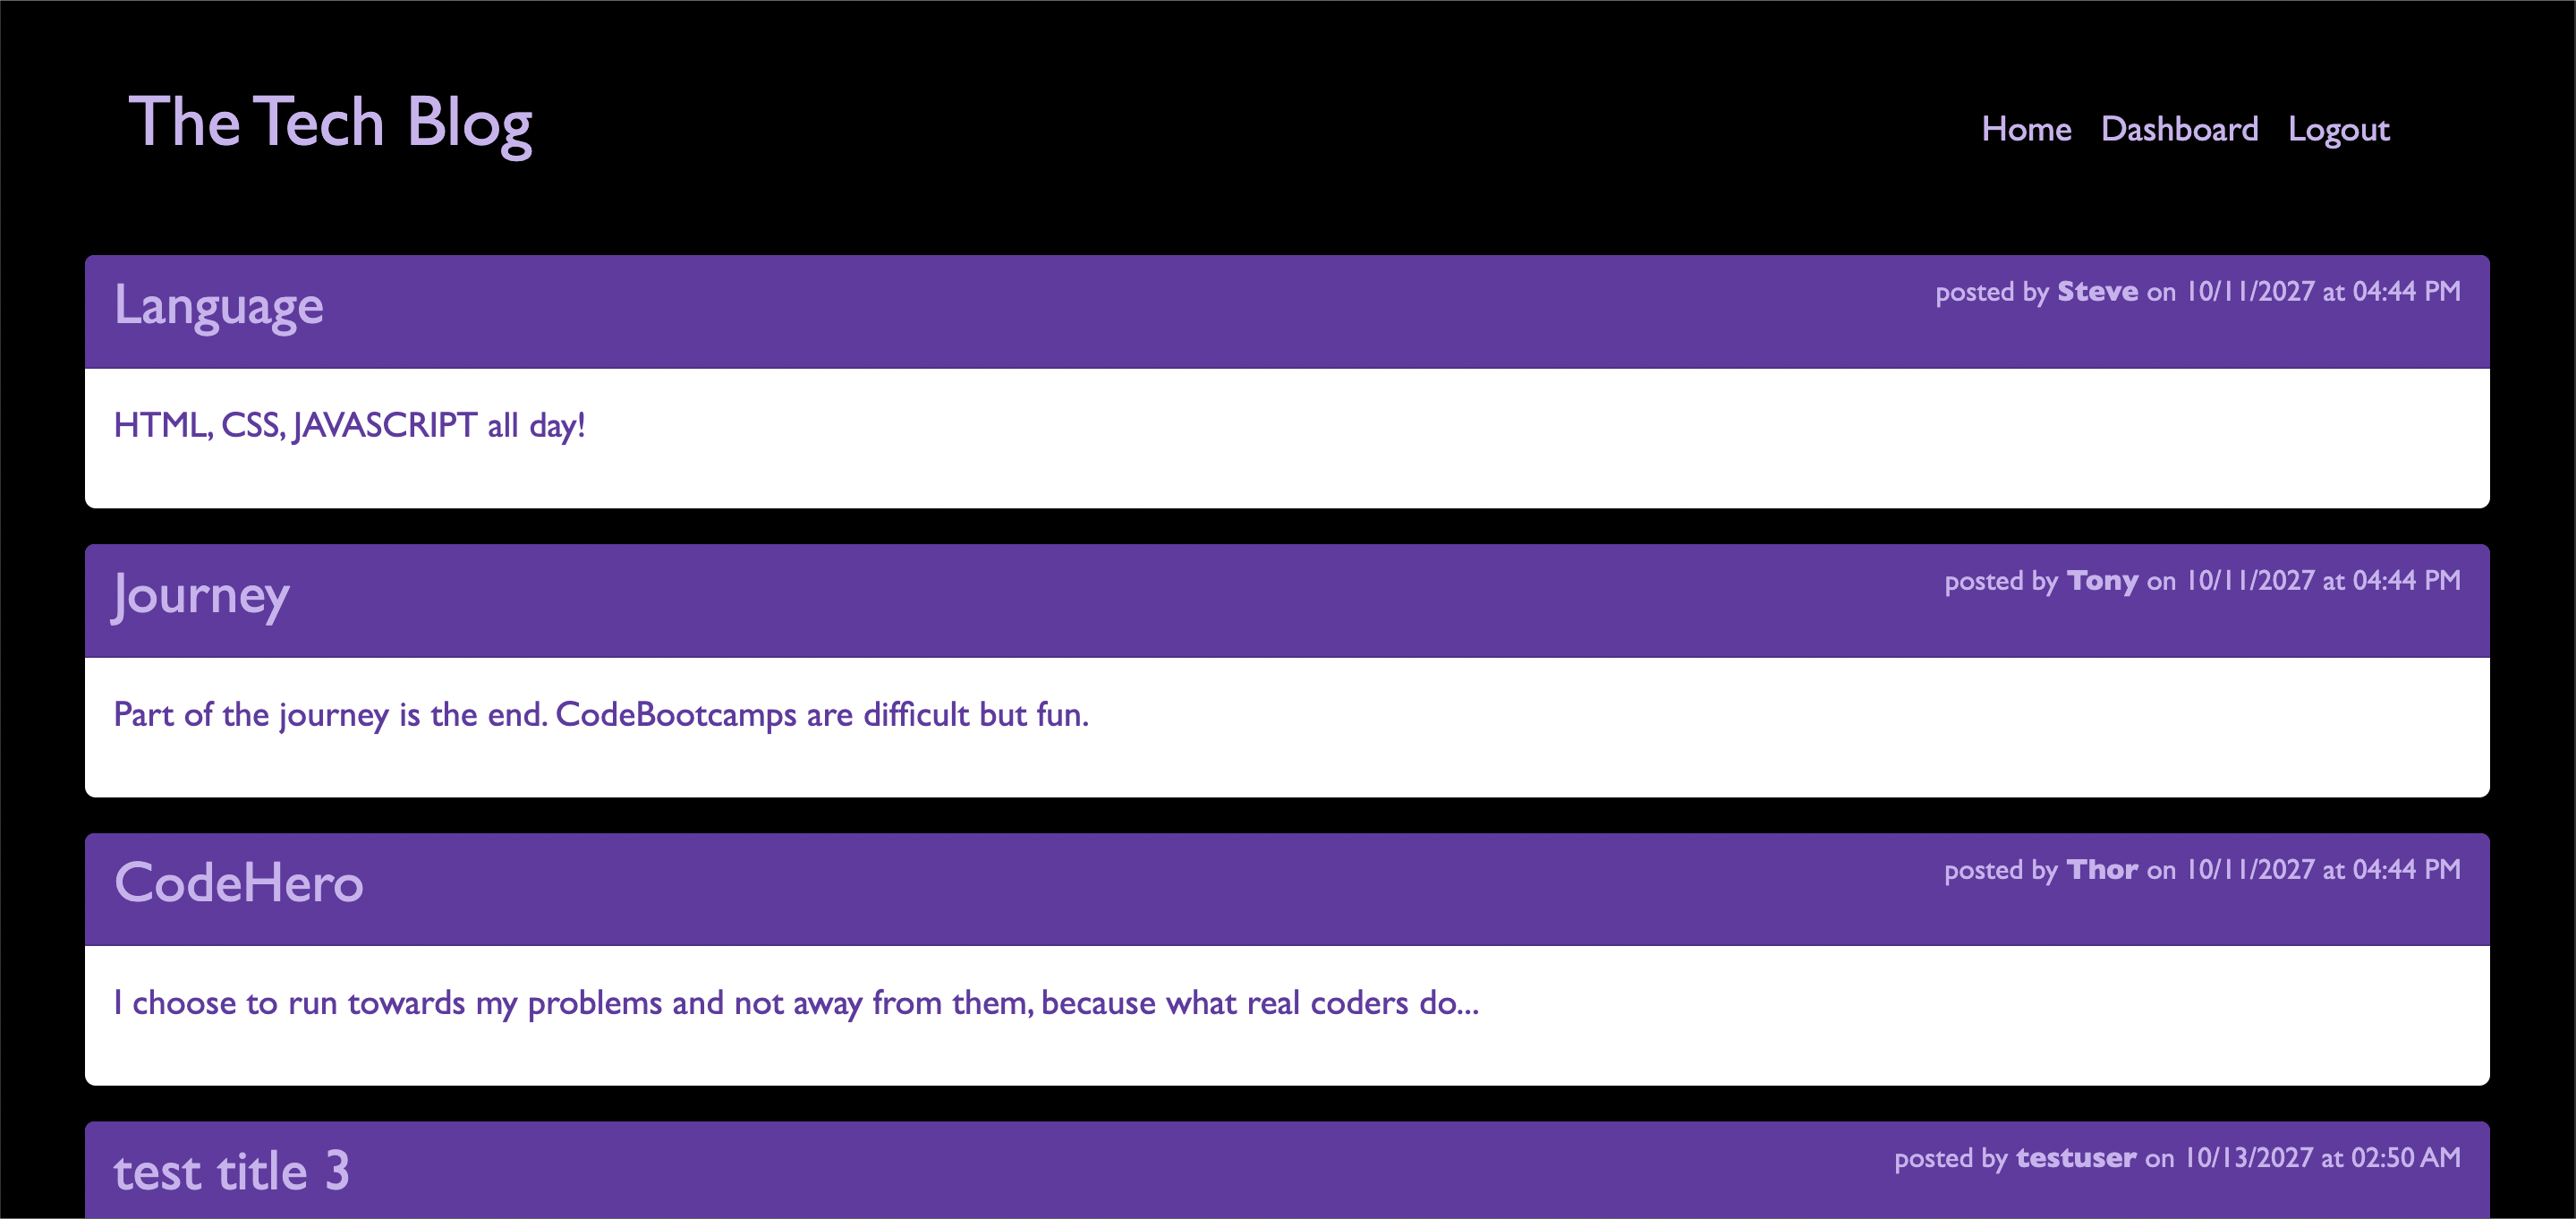 The Tech Blog
Home Dashboard Logout
Language
posted by Steve on 10/11/2027 at 04:44 PM
HTML, CSS, JAVASCRIPT all day!
Journey
posted by Tony on 10/11/2027 at 04:44 PM
Part of the journey is the end. CodeBootcamps are difficult but fun.
CodeHero
posted by Thor on 10/11/2027 at 04:44 PM
I choose to run towards my problems and not away from them, because what real coders do...
test title 3
posted by testuser on 10/13/2027 at 02:50 AM